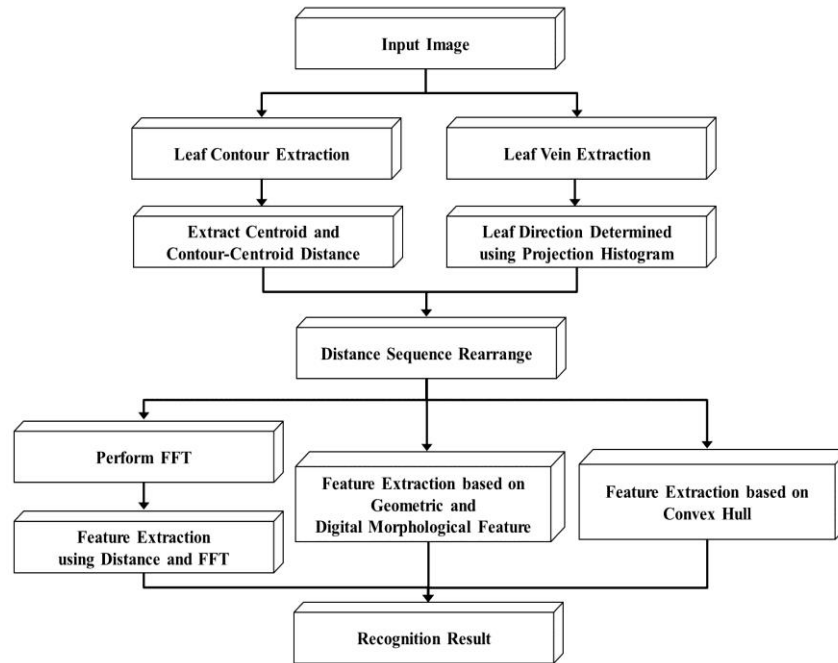 Input Image
Leaf Contour Extraction
Leaf Vein Extraction
Extract Centroid and
Contour-Centroid Distance
Leaf Direction Determined
using Projection Histogram
Distance Sequence Rearrange
Perform FFT
Feature Extraction
using Distance and FFT
Feature Extraction based on
Geometric and
Digital Morphological Feature
Feature Extraction based on
Convex Hull
Recognition Result